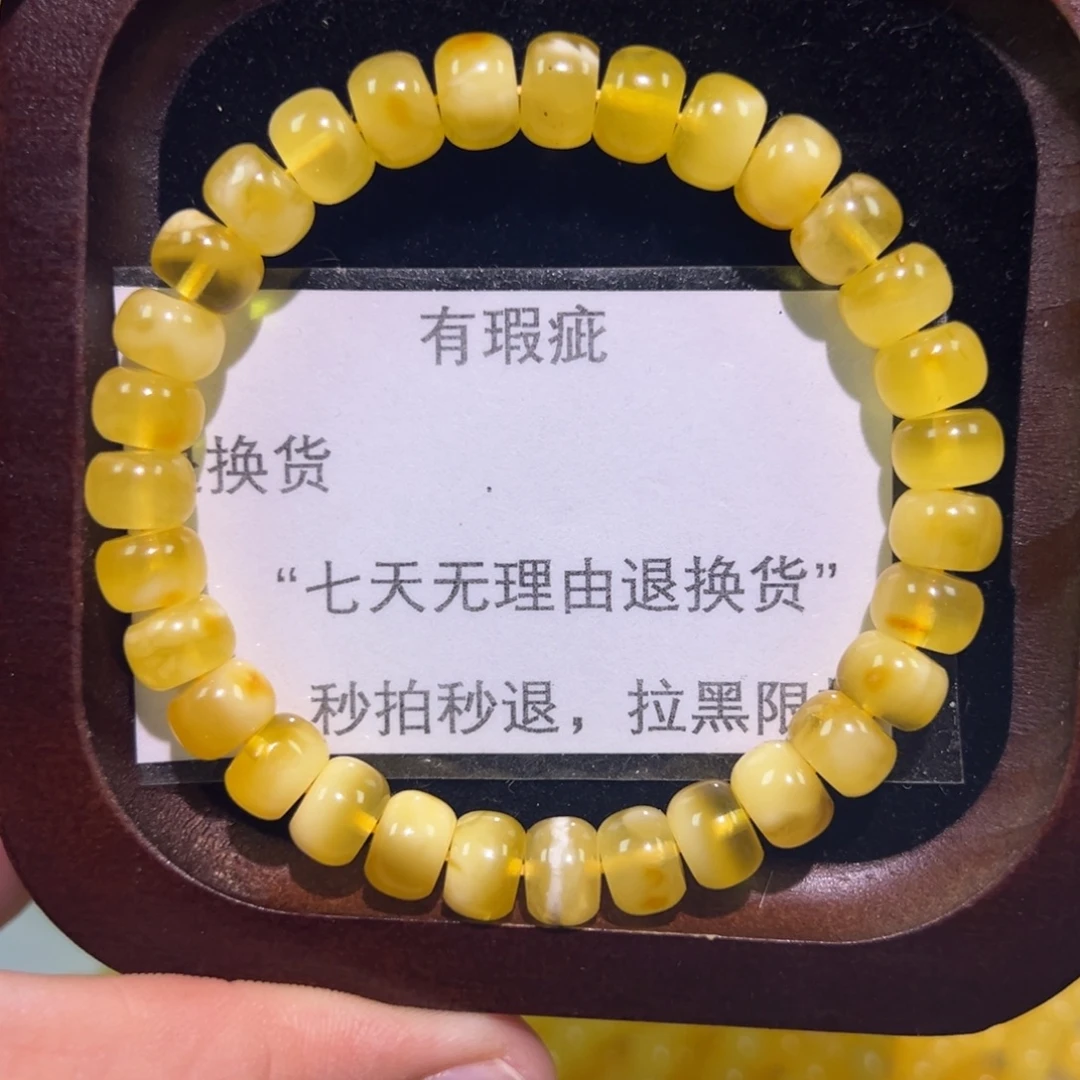 有瑕疵
换货
“七天无理由退换货”
秒拍秒退，拉黑限